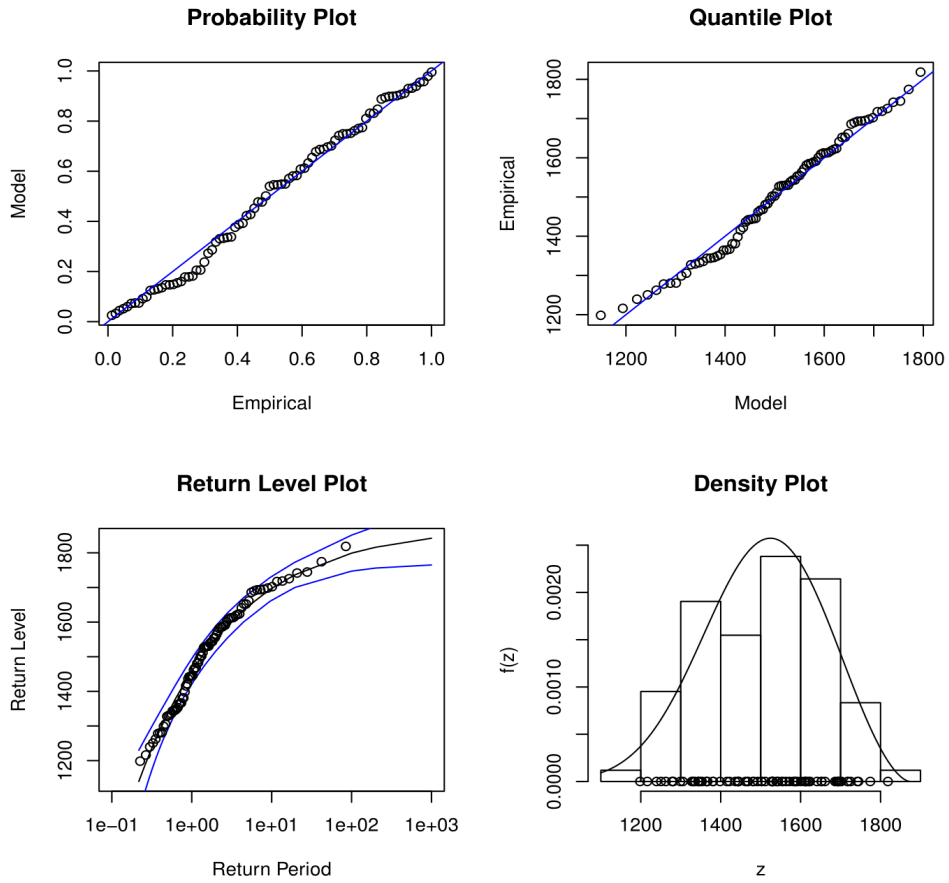 Probability Plot
Model
0.0 0.2 0.4 0.6 0.8 1.0
0.0 0.2 0.4 0.6 0.8 1.0
Empirical
Quantile Plot
Empirical
1200 1400 1600 1800
1200 1400 1600 1800
Model
Return Level Plot
Return Level
1200 1400 1600 1800
1e−01 1e+00 1e+01 1e+02 1e+03
Return Period
Density Plot
f(z)
0.0000 0.0010 0.0020
1200 1400 1600 1800
z